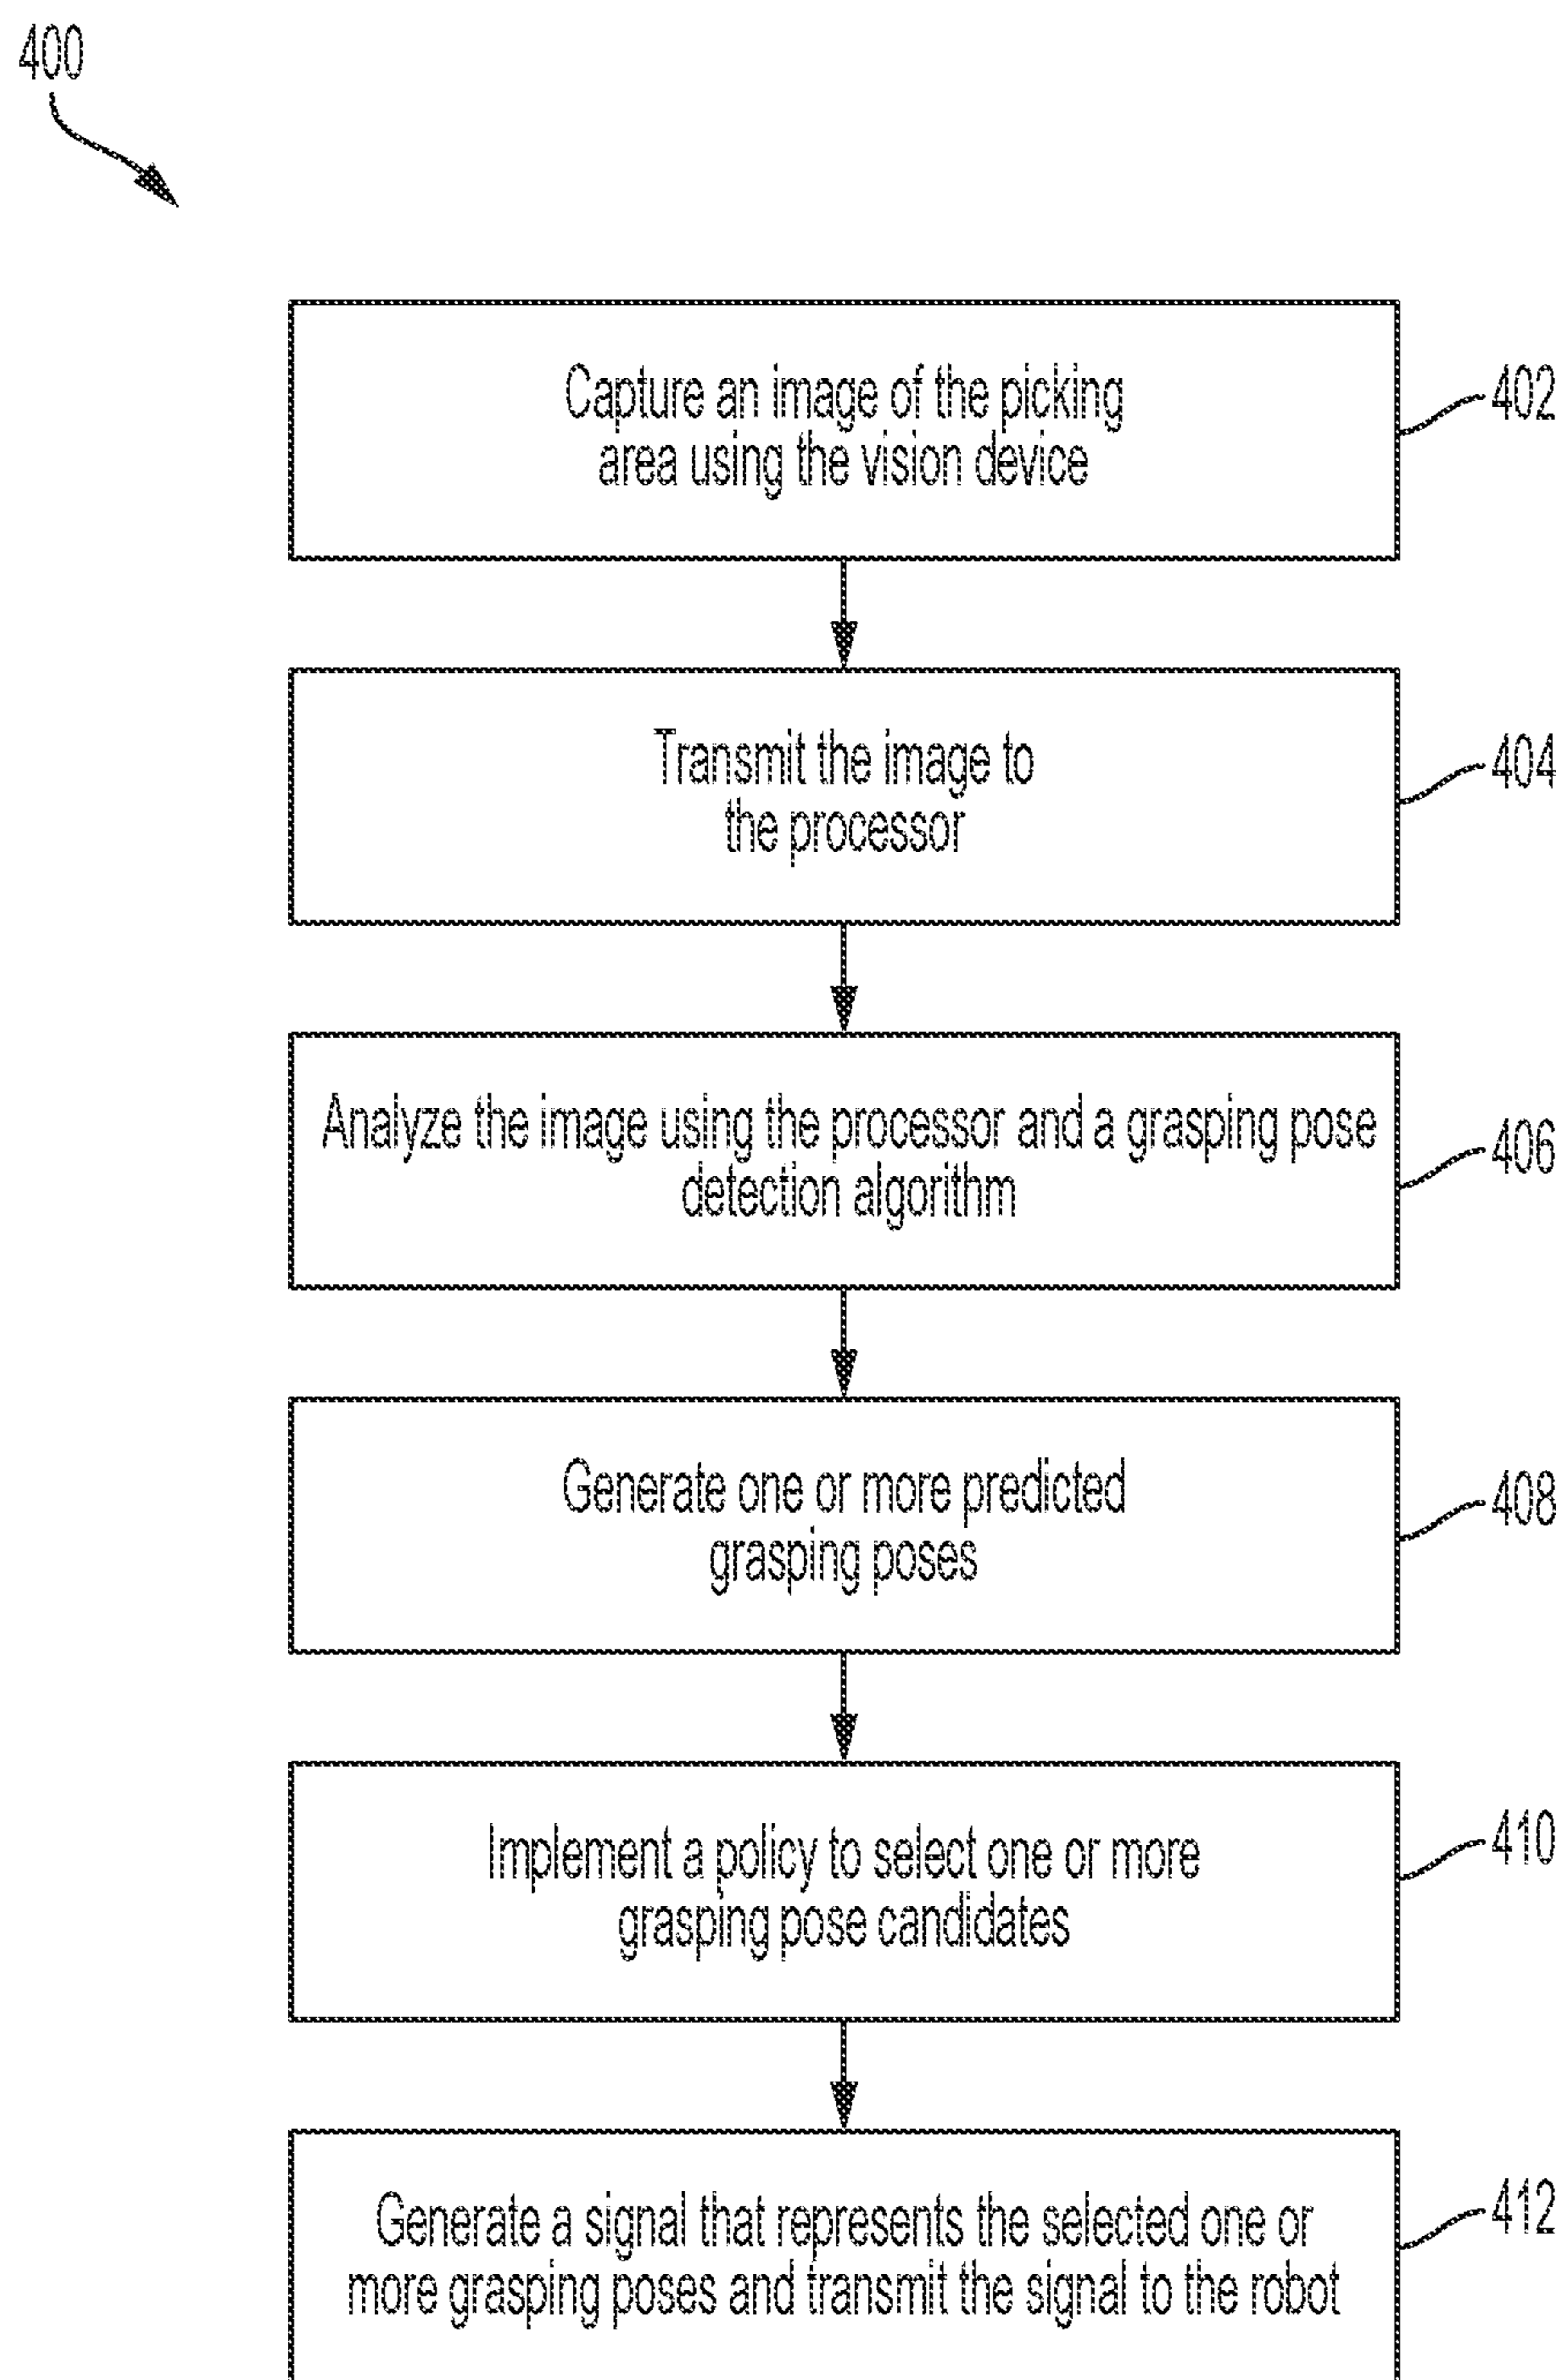 400
Capture an image of the picking
area using the vision device
402
Transmit the image to
the processor
404
Analyze the image using the processor and a grasping pose
detection algorithm
406
Generate one or more predicted
grasping poses
408
Implement a policy to select one or more
grasping pose candidates
410
Generate a signal that represents the selected one or
more grasping poses and transmit the signal to the robot
412